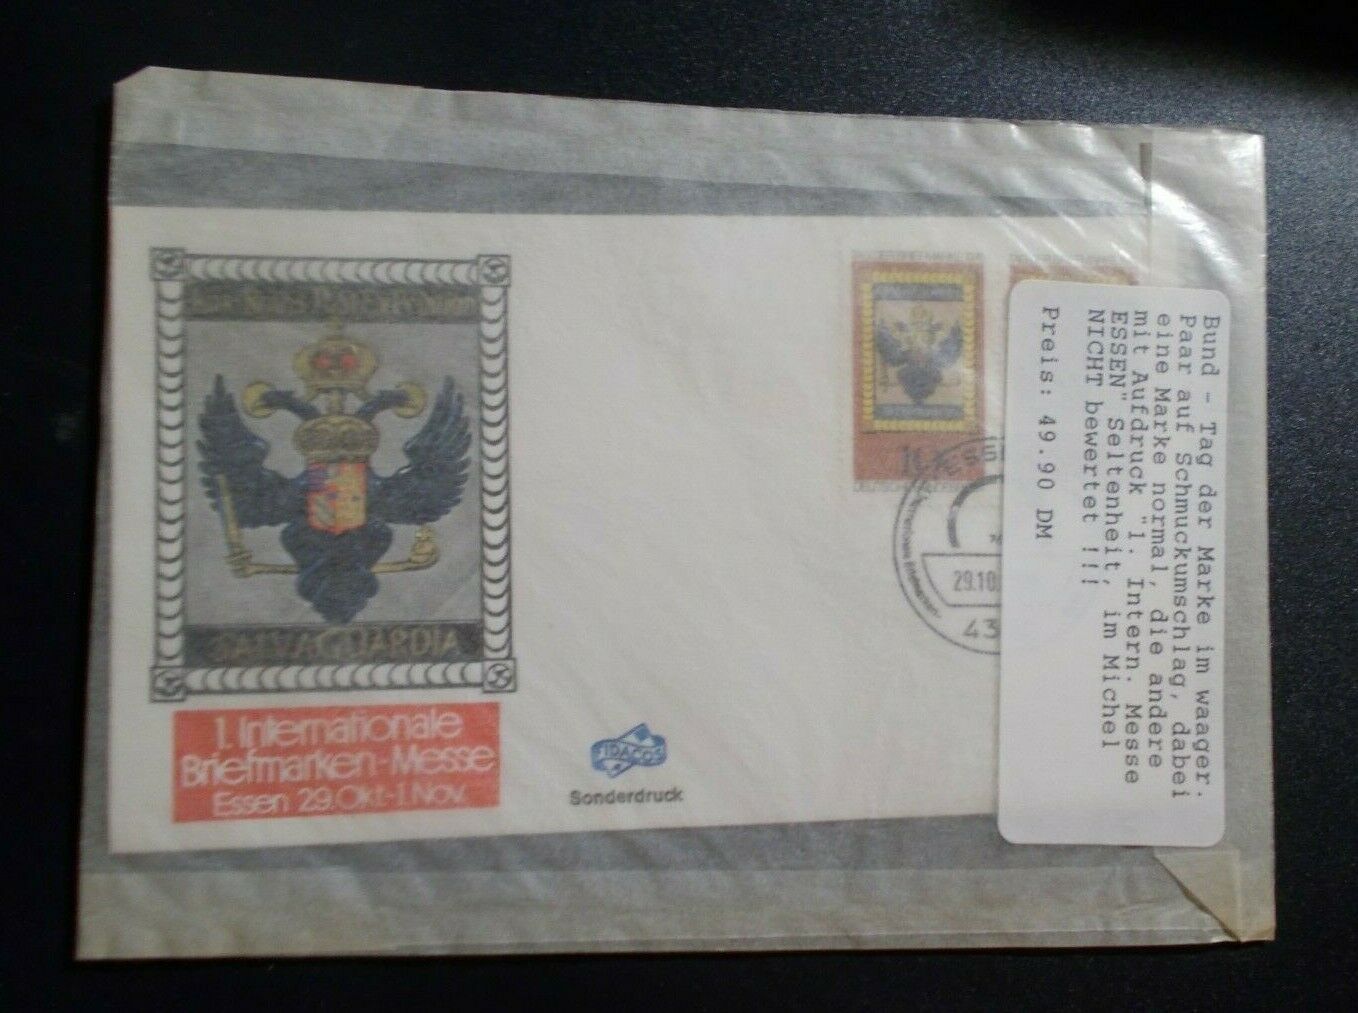 SALVAGUARDIA
1. Internationale
Briefmarken-Messe
Essen 29. Okt.-1. Nov.
FIDACOS
Sonderdruck
29.10.
43
Bund - Tag der Marke im waager.
Paar auf Schmuckumschlag, dabei
eine Marke normal, die andere
mit Aufdruck "1. Intern. Messe
ESSEN" Seltenheit, im Michel
NICHT bewertet !!!
Preis: 49.90 DM